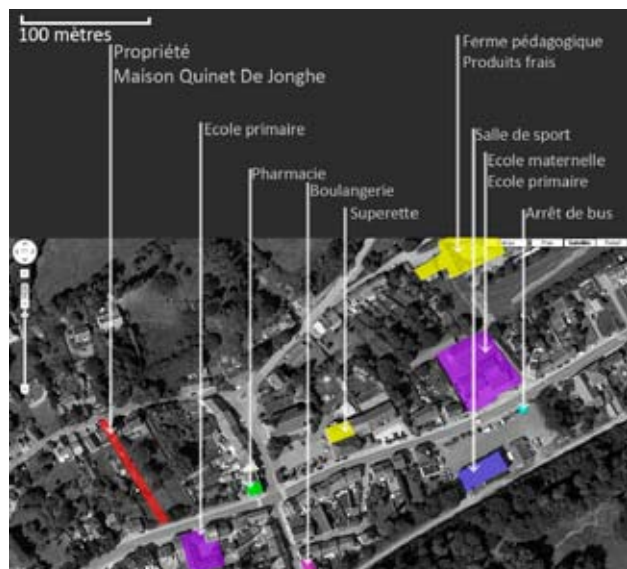 100 mètres
Propriété
Maison Quinet De Jonghe
Ferme pédagogique
Produits frais
Ecole primaire
Salle de sport
Ecole maternelle
Ecole primaire
Pharmacie
Boulangerie
Superette
Arrêt de bus